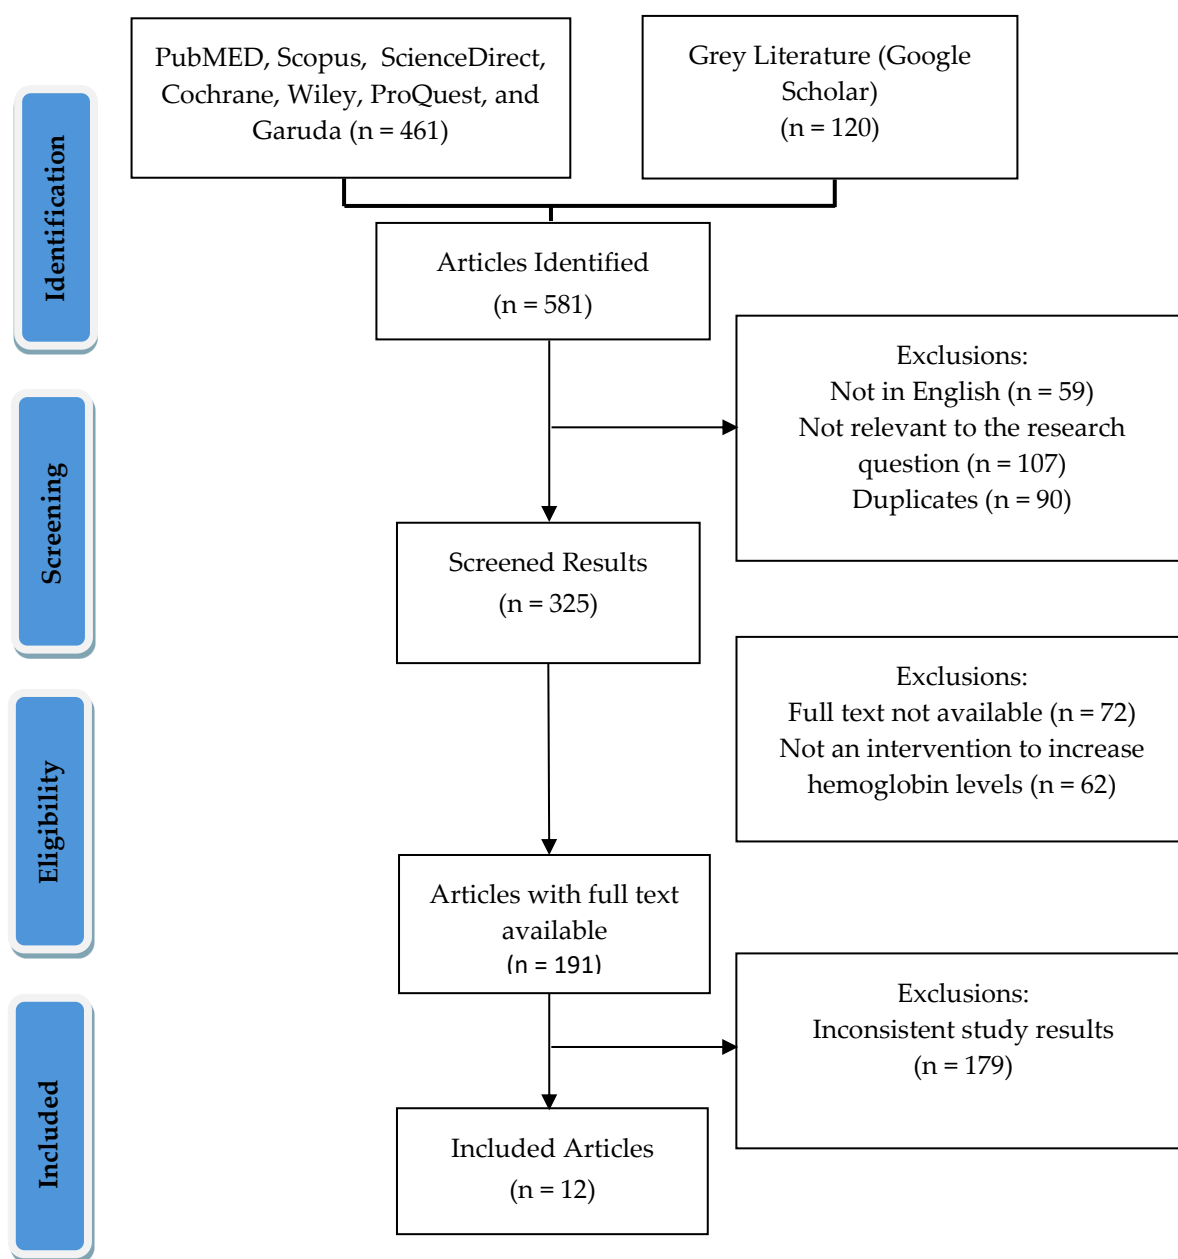 PubMED, Scopus, ScienceDirect,
Cochrane, Wiley, ProQuest, and
Garuda (n = 461)
Grey Literature (Google
Scholar)
(n = 120)
Identification
Articles Identified
(n = 581)
Exclusions:
Not in English (n = 59)
Not relevant to the research
question (n = 107)
Duplicates (n = 90)
Screening
Screened Results
(n = 325)
Exclusions:
Full text not available (n = 72)
Not an intervention to increase
hemoglobin levels (n = 62)
Eligibility
Articles with full text
available
(n = 191)
Exclusions:
Inconsistent study results
(n = 179)
Included
Included Articles
(n = 12)